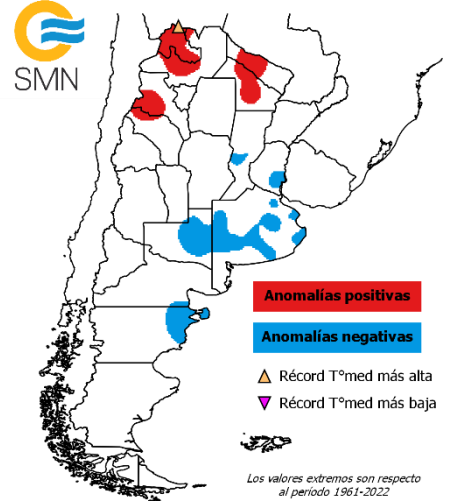 SMN
Anomalías positivas
Anomalías negativas
Récord T°med más alta
Récord T°med más baja
Los valores extremos son respecto
al período 1961-2022